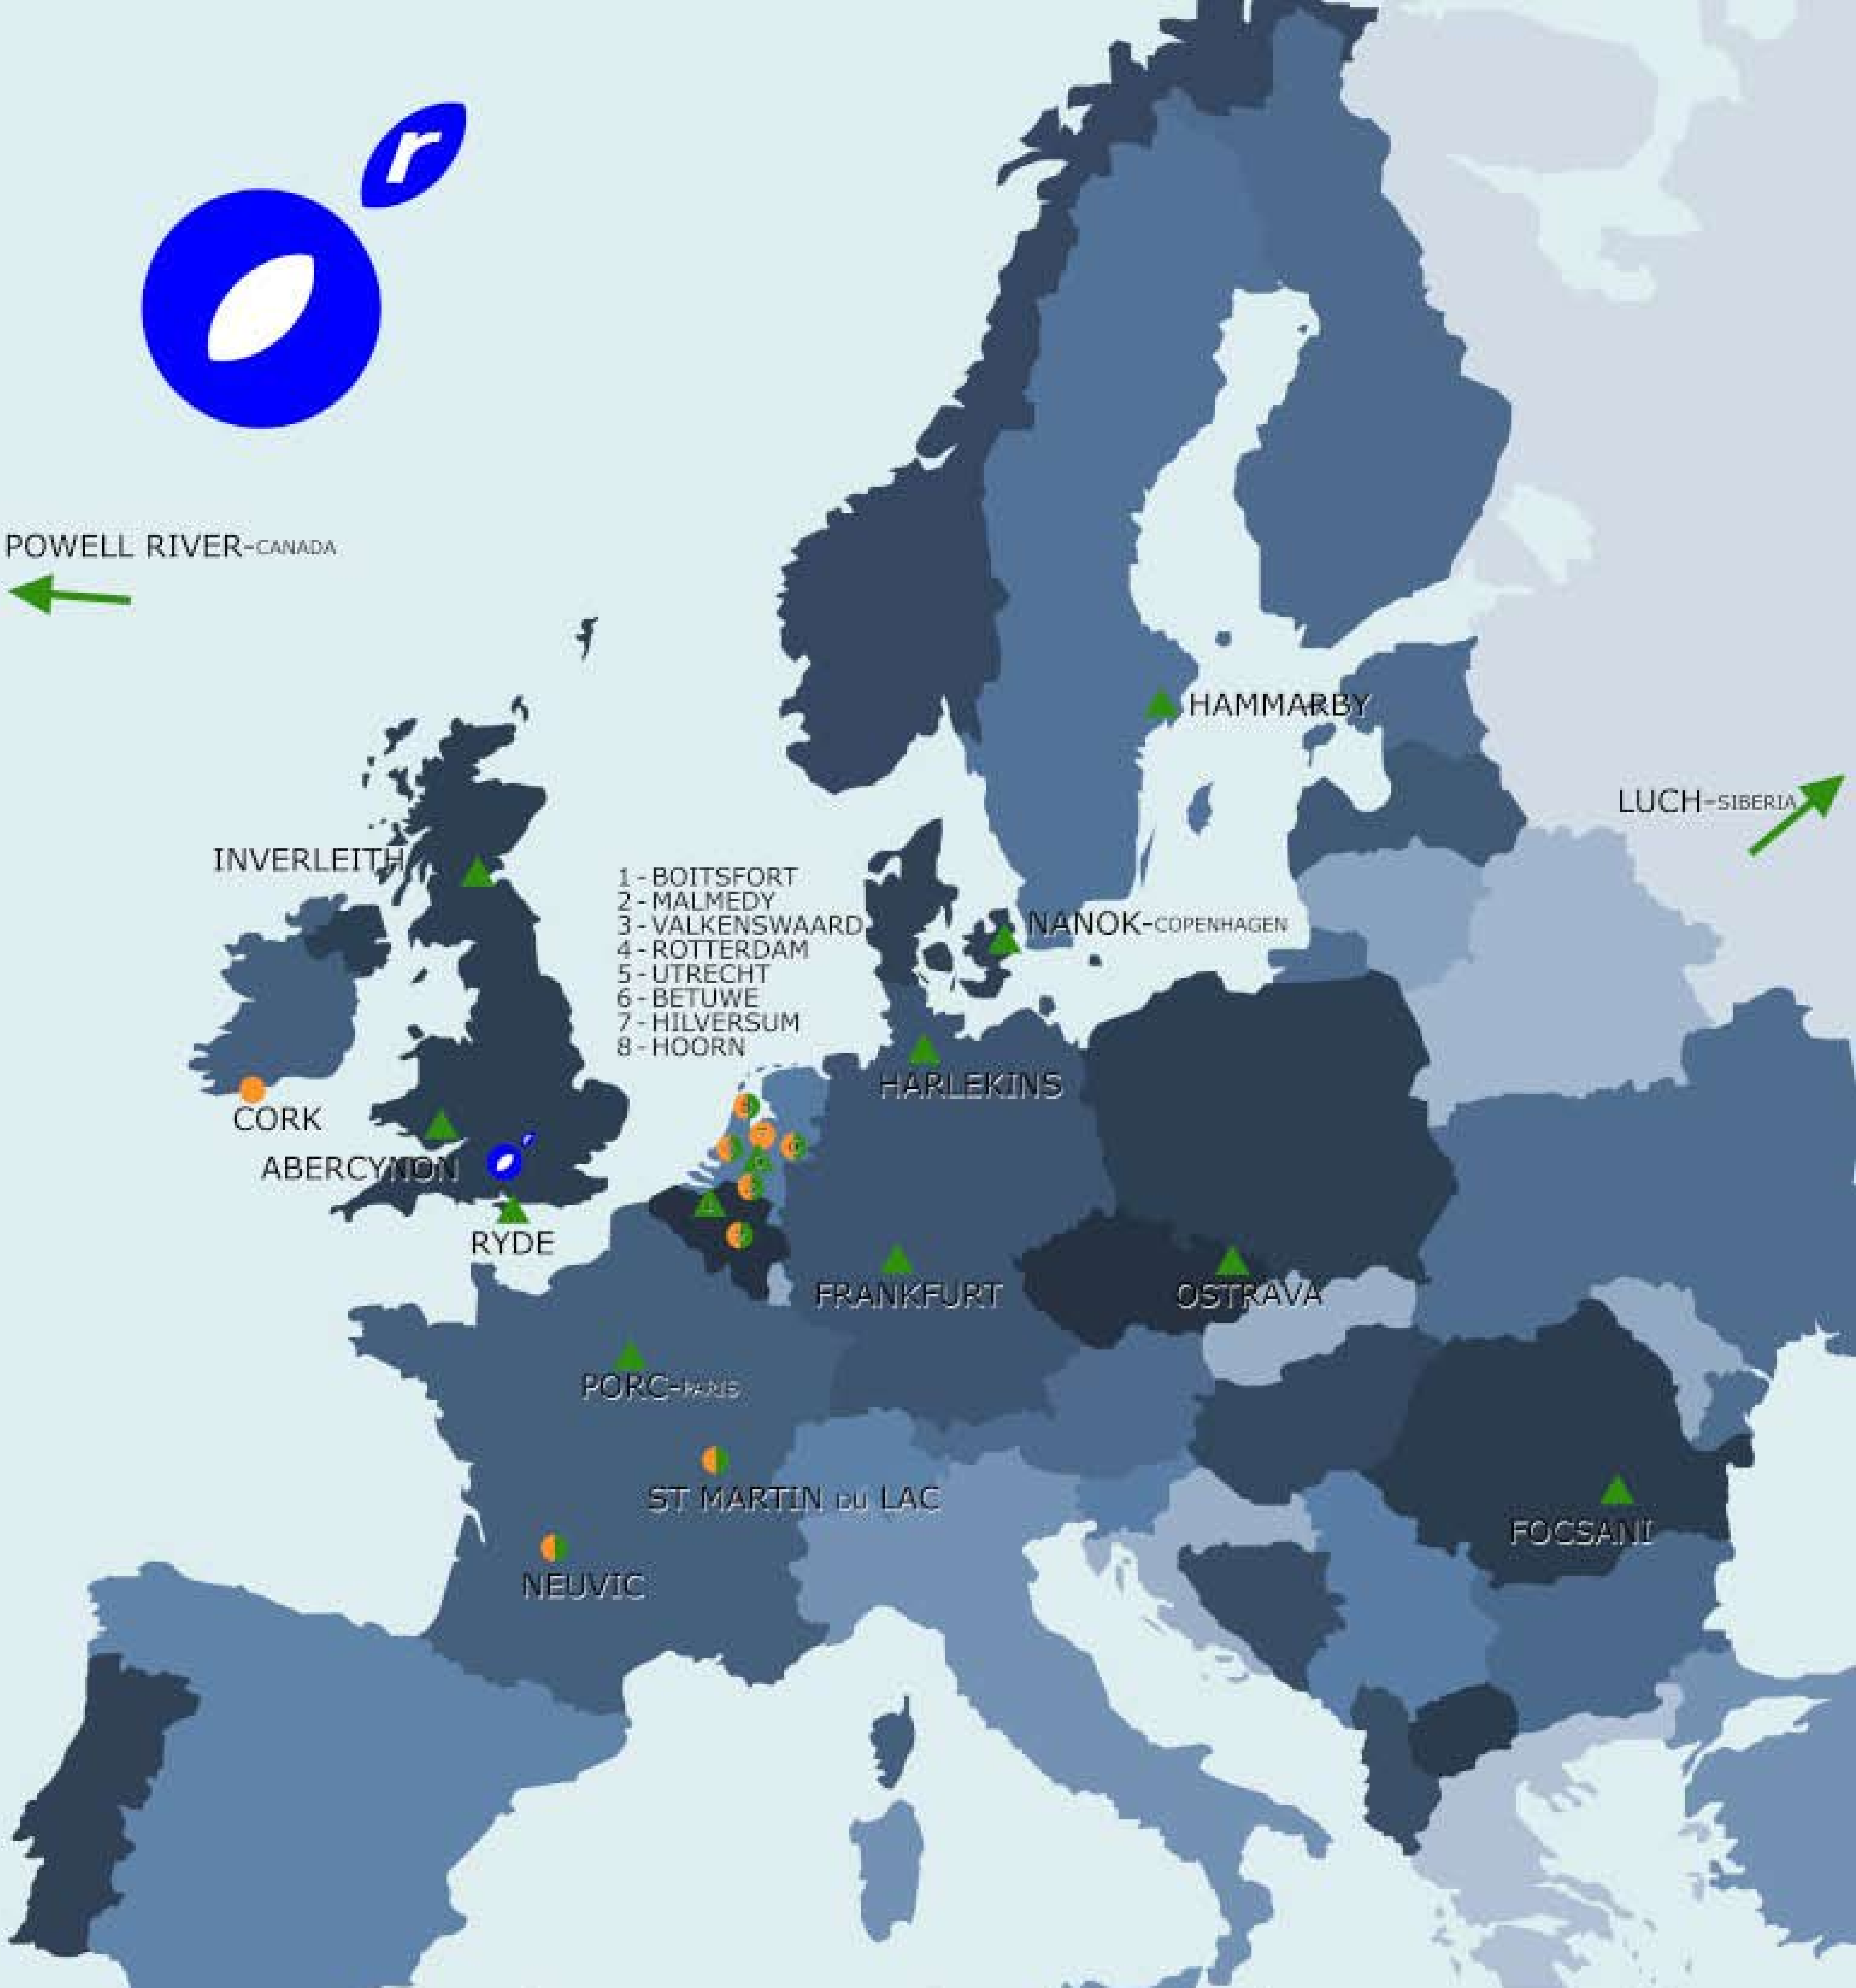 r
POWELL RIVER-CANADA
HAMMARBY
LUCH-SIBERIA
INVERLEITH
1-BOITSFORT
2-MALMEDY
3-VALKENSWAARD
4-ROTTERDAM
5-UTRECHT
6-BETUWE
7-HILVERSUM
8-HOORN
NANOK-COPENHAGEN
HARLEKINS
CORK
ABERCYNON
RYDE
FRANKFURT
OSTRAVA
PORC-PARIS
ST MARTIN DU LAC
FOCSANI
NEUVIC